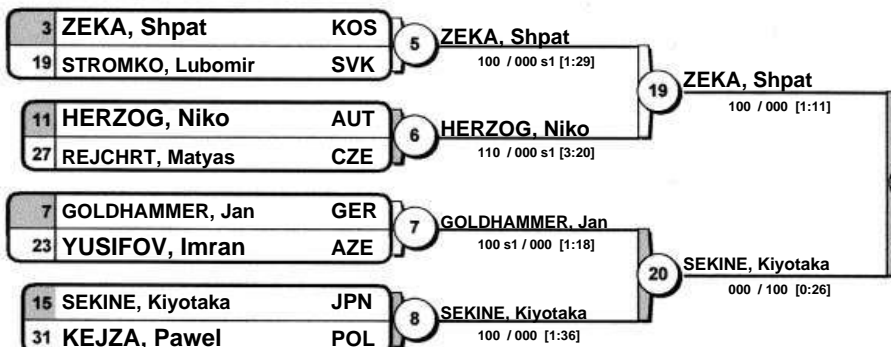 3 ZEKA, Shpat KOS
19 STROMKO, Lubomir SVK
5
ZEKA, Shpat
100 / 000 s1 [1:29]
11 HERZOG, Niko AUT
27 REJCHRT, Matyas CZE
6
HERZOG, Niko
110 / 000 s1 [3:20]
19
ZEKA, Shpat
100 / 000 [1:11]
7 GOLDHAMMER, Jan GER
23 YUSIFOV, Imran AZE
7
GOLDHAMMER, Jan
100 s1 / 000 [1:18]
15 SEKINE, Kiyotaka JPN
31 KEJZA, Pawel POL
8
SEKINE, Kiyotaka
100 / 000 [1:36]
20
SEKINE, Kiyotaka
000 / 100 [0:26]